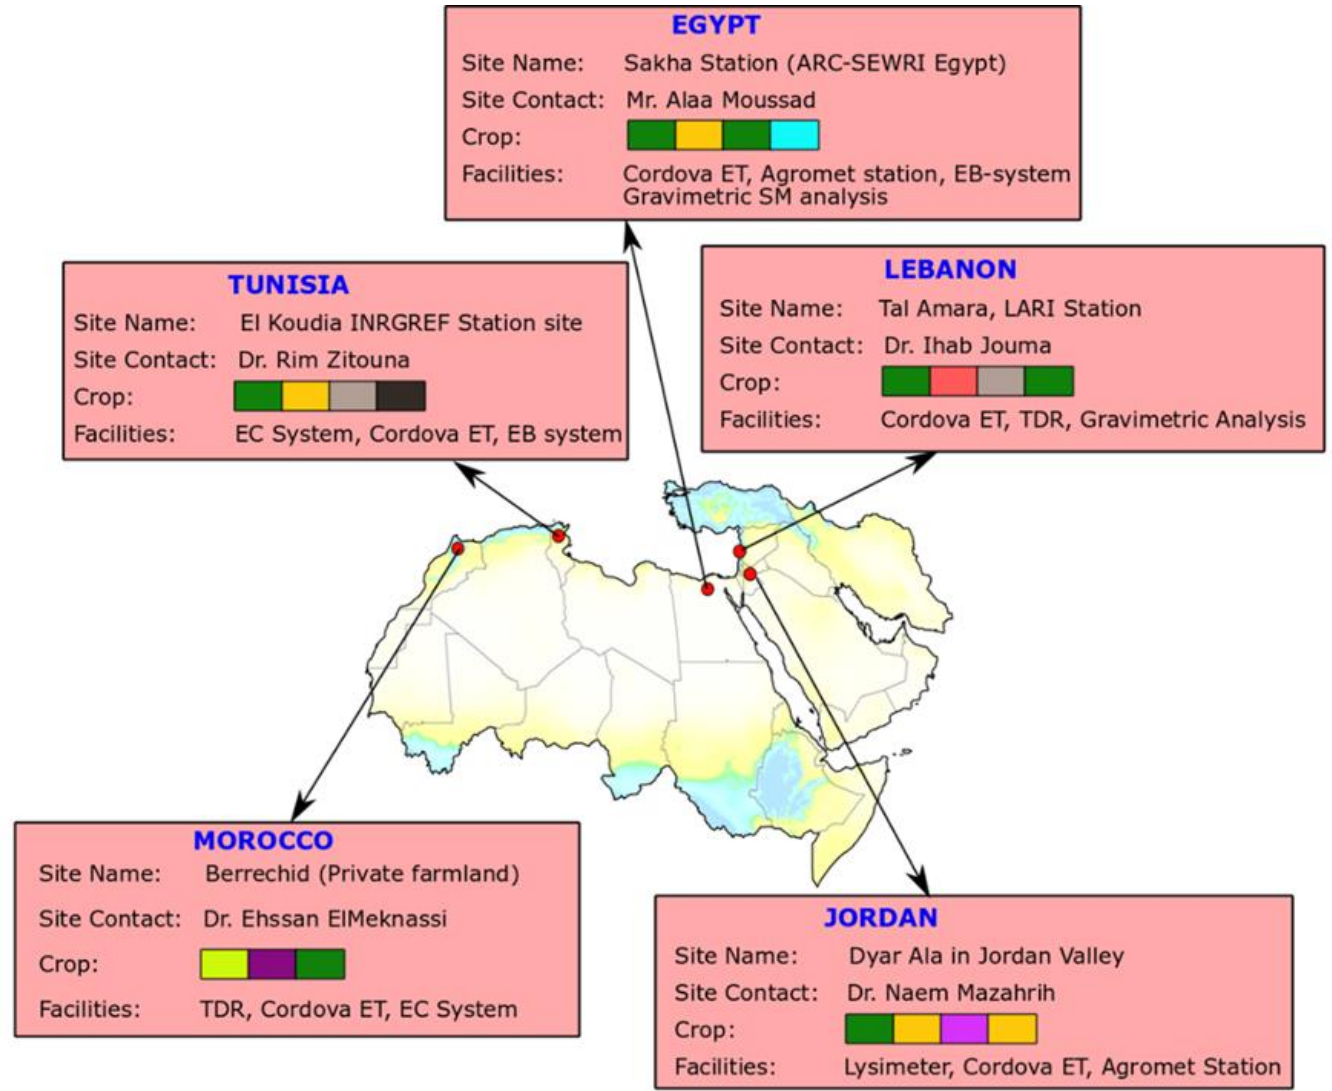 EGYPT
Site Name: Sakha Station (ARC-SEWRI Egypt)
Site Contact: Mr. Alaa Moussad
Crop:
Facilities: Cordova ET, Agromet station, EB-system
Gravimetric SM analysis
TUNISIA
Site Name: El Koudia INRGREF Station site
Site Contact: Dr. Rim Zitouna
Crop:
Facilities: EC System, Cordova ET, EB system
LEBANON
Site Name: Tal Amara, LARI Station
Site Contact: Dr. Ihab Jouma
Crop:
Facilities: Cordova ET, TDR, Gravimetric Analysis
MOROCCO
Site Name: Berrechid (Private farmland)
Site Contact: Dr. Ehssan ElMeknassi
Crop:
Facilities: TDR, Cordova ET, EC System
JORDAN
Site Name: Dyar Ala in Jordan Valley
Site Contact: Dr. Naem Mazahrih
Crop:
Facilities: Lysimeter, Cordova ET, Agromet Station